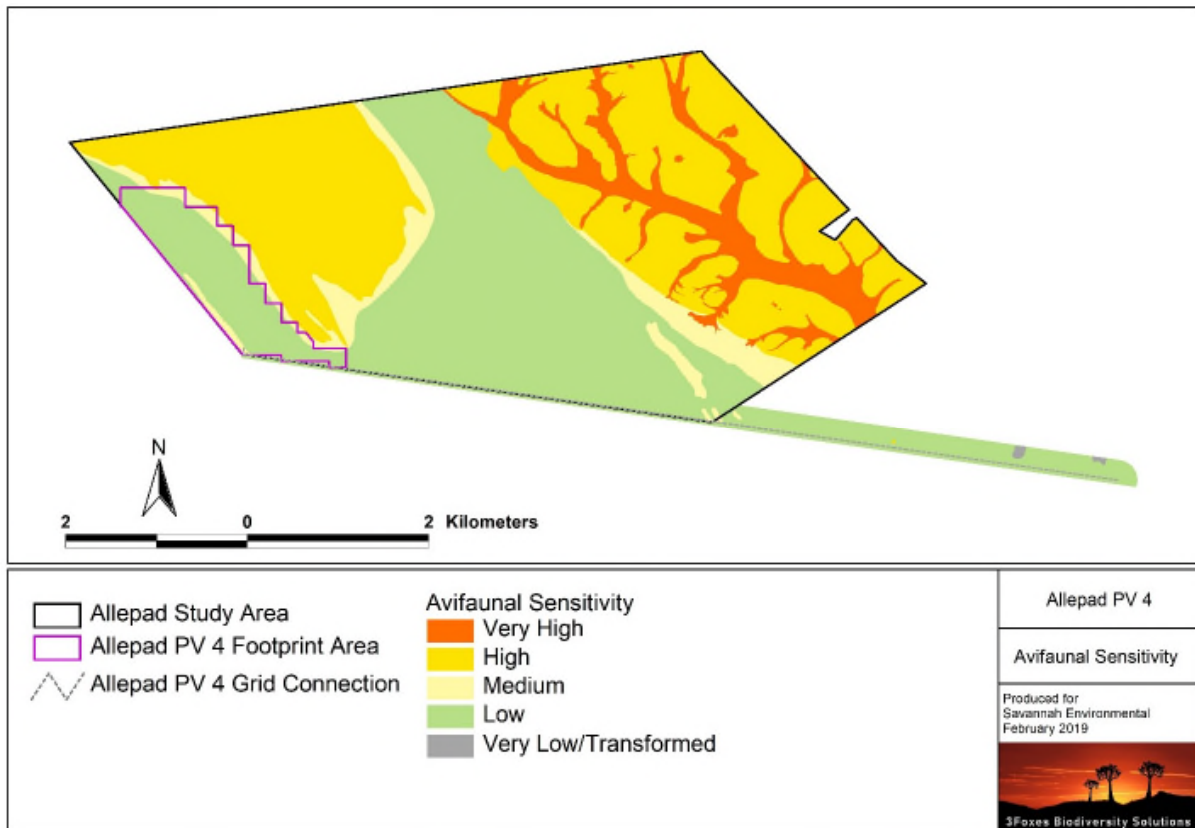 N
2 0 2 Kilometers
Allepad Study Area
Allepad PV 4 Footprint Area
Allepad PV 4 Grid Connection
Avifaunal Sensitivity
Very High
High
Medium
Low
Very Low/Transformed
Allepad PV 4
Avifaunal Sensitivity
Produced for
Savannah Environmental
February 2019
3Foxes Biodiversity Solutions